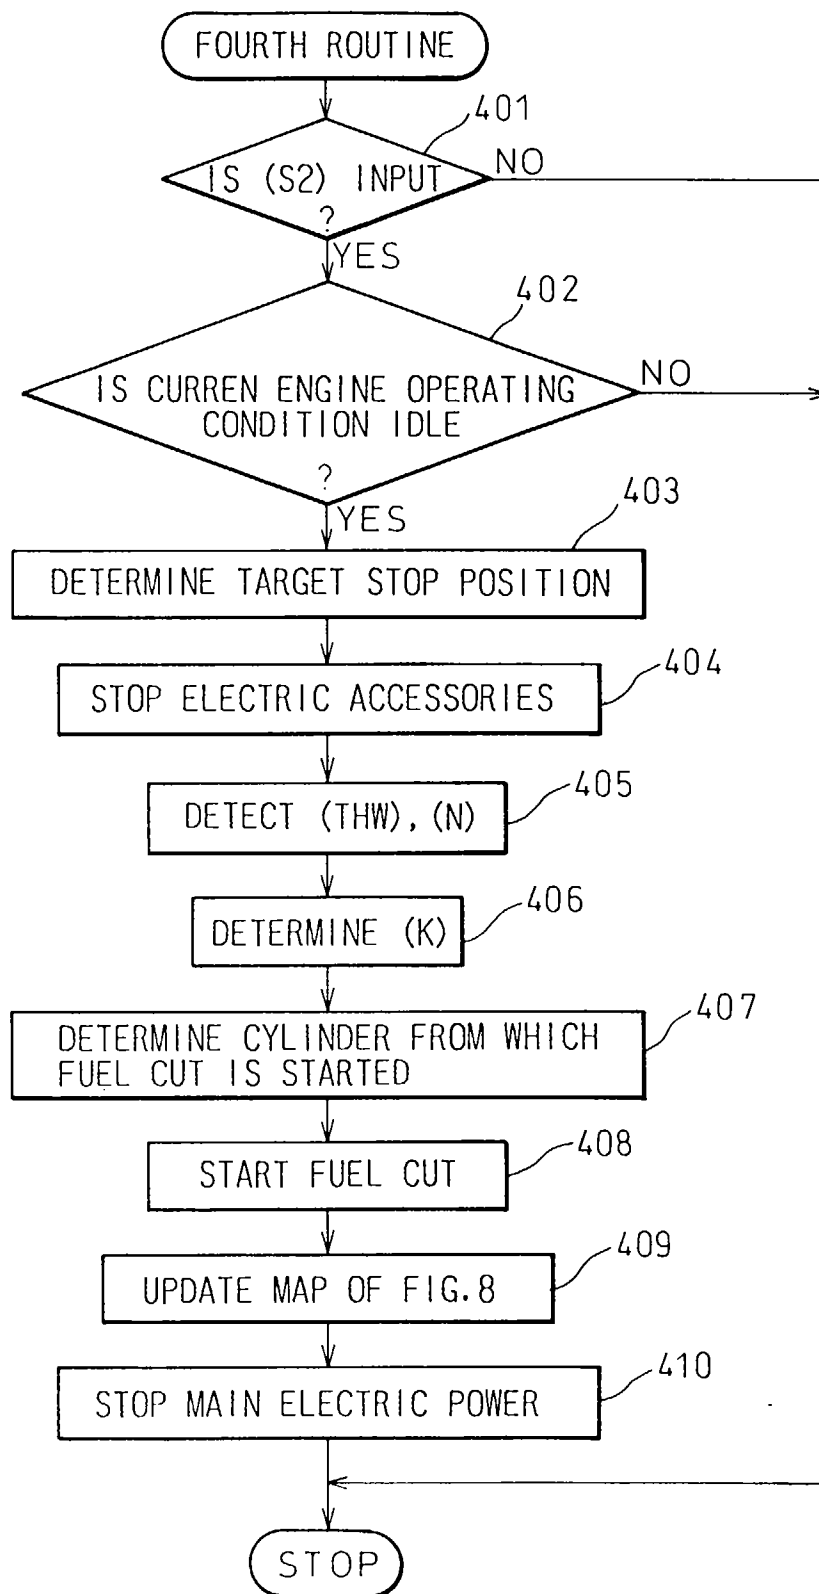 FOURTH ROUTINE
401
IS (S2) INPUT
?
NO
YES
402
IS CURREN ENGINE OPERATING
CONDITION IDLE
?
NO
YES
403
DETERMINE TARGET STOP POSITION
404
STOP ELECTRIC ACCESSORIES
405
DETECT (THW), (N)
406
DETERMINE (K)
407
DETERMINE CYLINDER FROM WHICH
FUEL CUT IS STARTED
408
START FUEL CUT
409
UPDATE MAP OF FIG.8
410
STOP MAIN ELECTRIC POWER
STOP